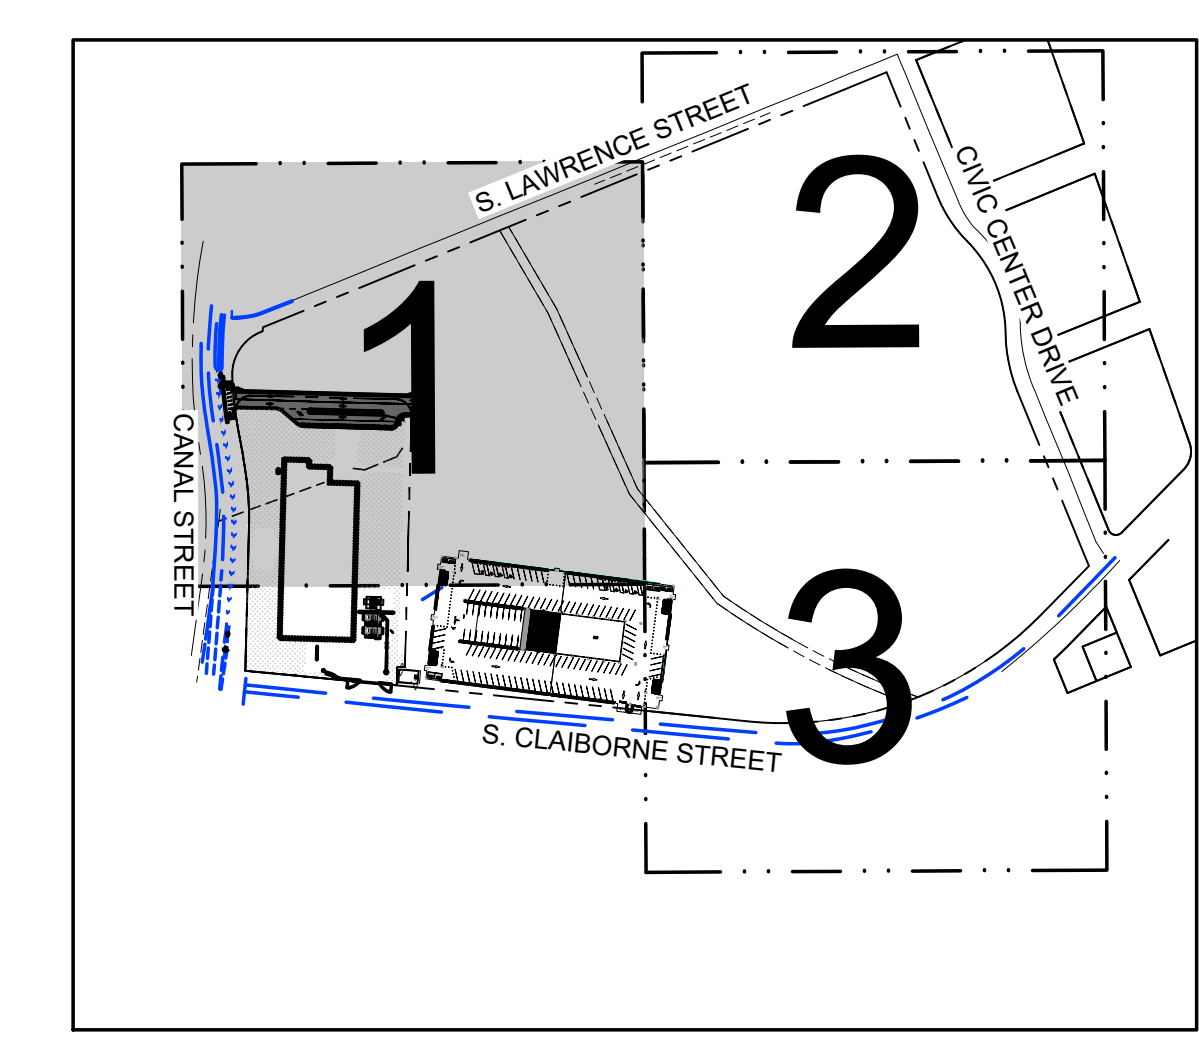 S. LAWRENCE STREET
CIVIC CENTER DRIVE
2
1
CANAL STREET
3
S. CLAIBORNE STREET